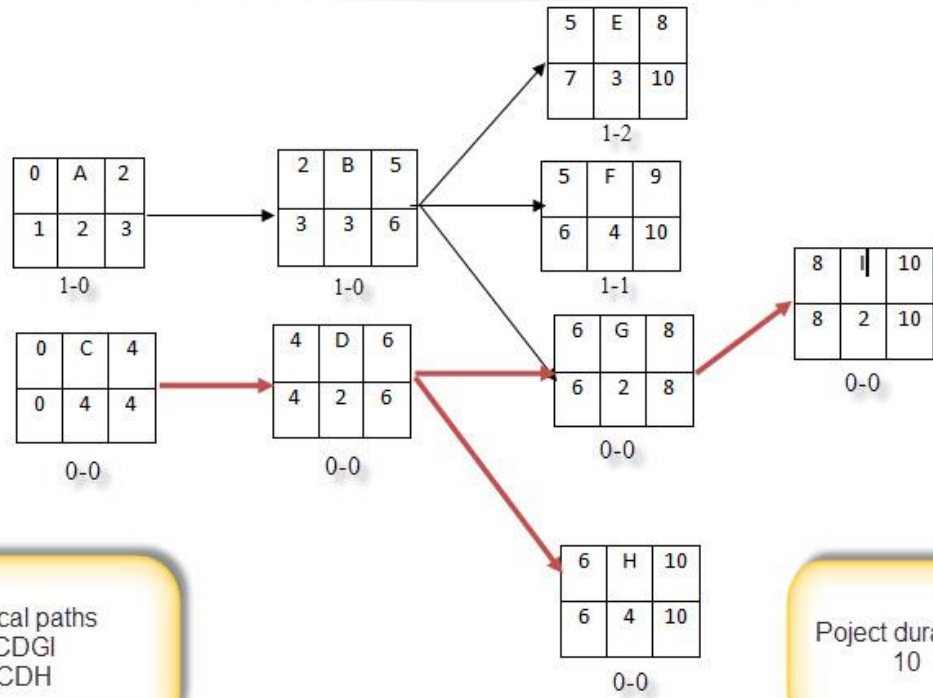 5 E 8
7 3 10
1-2
0 A 2
1 2 3
1-0
2 B 5
3 3 6
1-0
5 F 9
6 4 10
1-1
8 I 10
8 2 10
0-0
0 C 4
0 4 4
0-0
4 D 6
4 2 6
0-0
6 G 8
6 2 8
0-0
6 H 10
6 4 10
0-0
cal paths
CDGI
CDH
Poject dura
10